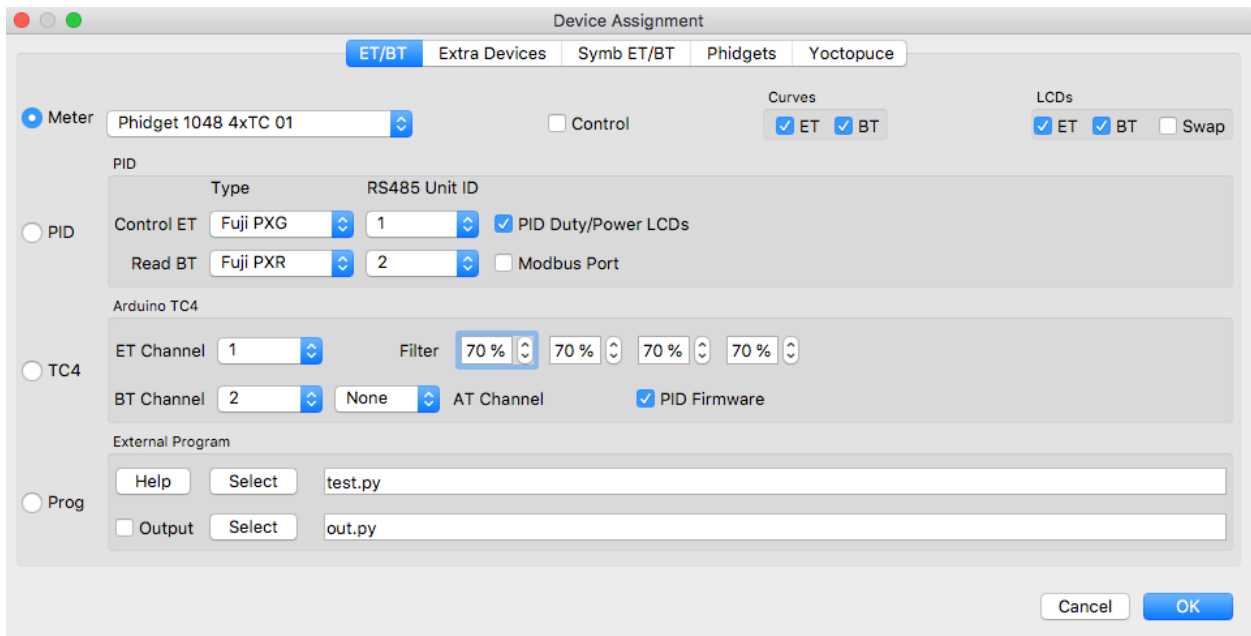 Device Assignment
ET/BT Extra Devices Symb ET/BT Phidgets Yoctopuce
Curves LCDs
Meter Phidget 1048 4xTC 01 Control ET BT ET BT Swap
PID
Type RS485 Unit ID
Control ET Fuji PXG 1 PID Duty/Power LCDs
PID
Read BT Fuji PXR 2 Modbus Port
Arduino TC4
ET Channel 1 Filter 70 % 70 % 70 % 70 %
TC4
BT Channel 2 None AT Channel PID Firmware
External Program
Help Select test.py
Prog
Output Select out.py
Cancel OK